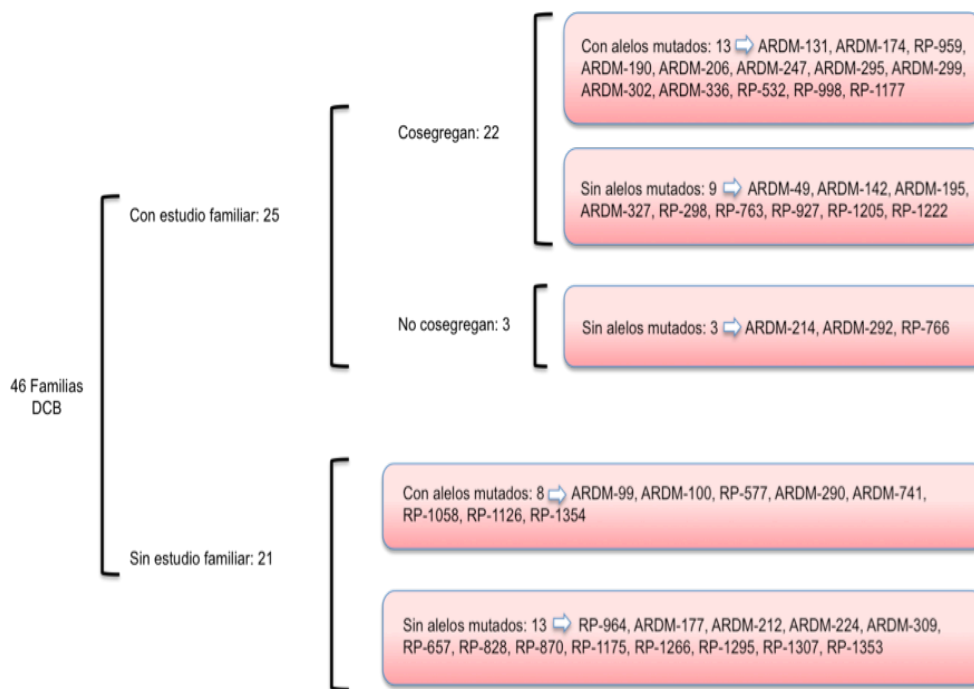 46 Familias
DCB
Con estudio familiar: 25
Cosegregan: 22
Con alelos mutados: 13 ⇨ ARDM-131, ARDM-174, RP-959,
ARDM-190, ARDM-206, ARDM-247, ARDM-295, ARDM-299,
ARDM-302, ARDM-336, RP-532, RP-998, RP-1177
Sin alelos mutados: 9 ⇨ ARDM-49, ARDM-142, ARDM-195,
ARDM-327, RP-298, RP-763, RP-927, RP-1205, RP-1222
No cosegregan: 3
Sin alelos mutados: 3 ⇨ ARDM-214, ARDM-292, RP-766
Sin estudio familiar: 21
Con alelos mutados: 8 ⇨ ARDM-99, ARDM-100, RP-577, ARDM-290, ARDM-741,
RP-1058, RP-1126, RP-1354
Sin alelos mutados: 13 ⇨ RP-964, ARDM-177, ARDM-212, ARDM-224, ARDM-309,
RP-657, RP-828, RP-870, RP-1175, RP-1266, RP-1295, RP-1307, RP-1353